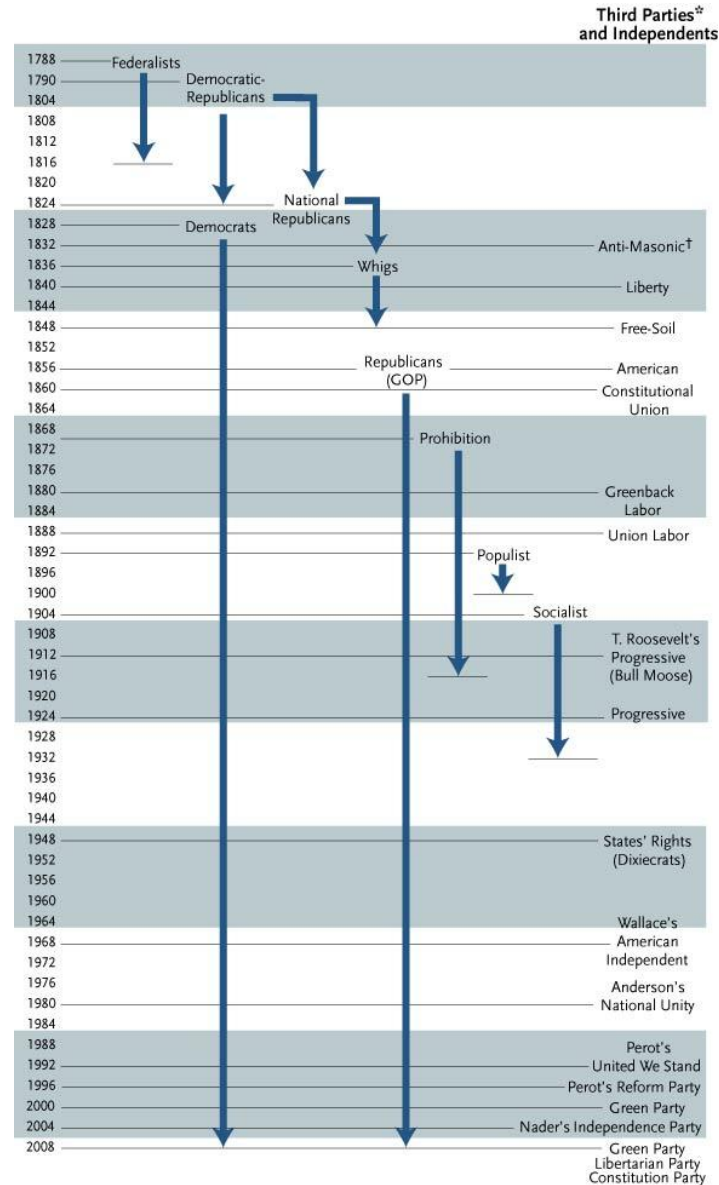 Third Parties☆
and Independents
1788
Federalists
1790
Democratic-
1804
Republicans
1808
1812
1816
1820
1824
National
Republicans
1828
Democrats
1832
Anti-Masonic†
1836
Whigs
1840
Liberty
1844
1848
Free-Soil
1852
1856
Republicans
(GOP)
American
1860
Constitutional
Union
1864
1868
Prohibition
1872
1876
1880
Greenback
Labor
1884
1888
Union Labor
1892
Populist
1896
1900
1904
Socialist
1908
T. Roosevelt's
1912
Progressive
1916
(Bull Moose)
1920
1924
Progressive
1928
1932
1936
1940
1944
1948
States' Rights
1952
(Dixiecrats)
1956
1960
1964
Wallace's
1968
American
1972
Independent
1976
Anderson's
1980
National Unity
1984
1988
Perot's
1992
United We Stand
1996
Perot's Reform Party
2000
Green Party
2004
Nader's Independence Party
2008
Green Party
Libertarian Party
Constitution Party